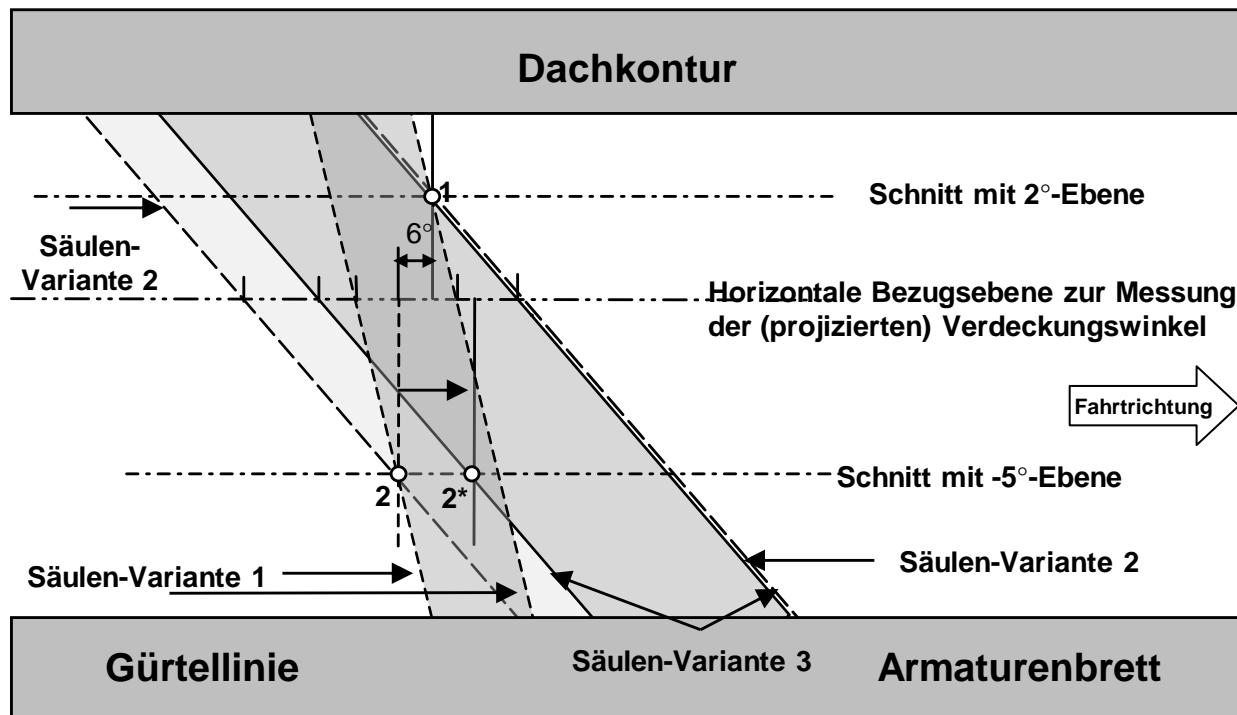 Dachkontur
1
Schnitt mit 2°-Ebene
6°
Säulen-
Variante 2
Horizontale Bezugsebene zur Messung
der (projizierten) Verdeckungswinkel
Fahrtrichtung
2
2*
Schnitt mit -5°-Ebene
Säulen-Variante 1
Säulen-Variante 2
Gürtellinie
Säulen-Variante 3
Armaturenbrett